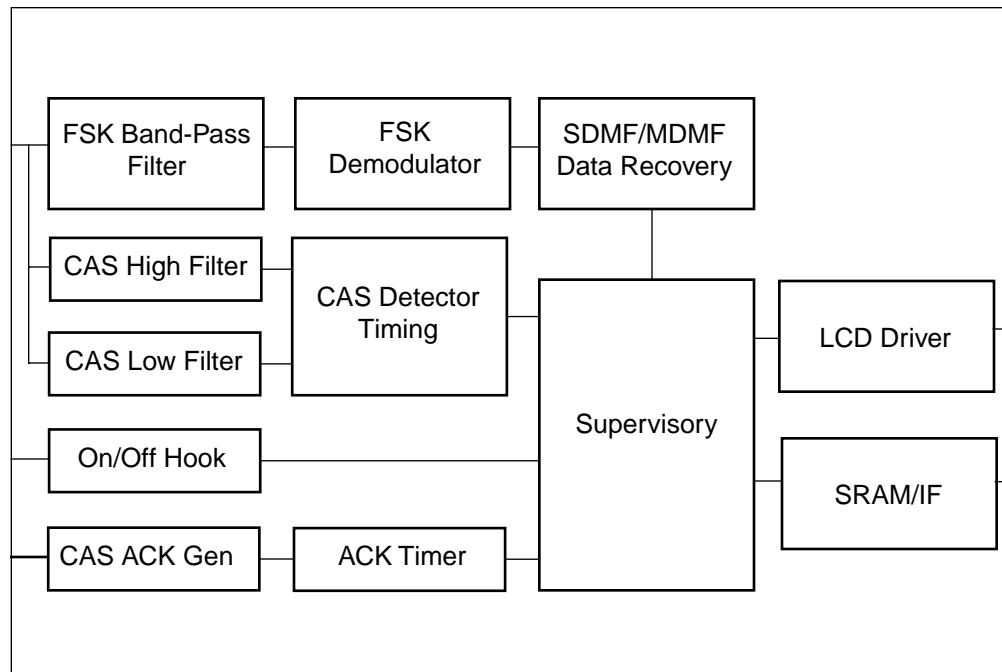 FSK Band-Pass
Filter
FSK
Demodulator
SDMF/MDMF
Data Recovery
CAS High Filter
CAS Detector
Timing
CAS Low Filter
LCD Driver
Supervisory
On/Off Hook
SRAM/IF
CAS ACK Gen
ACK Timer